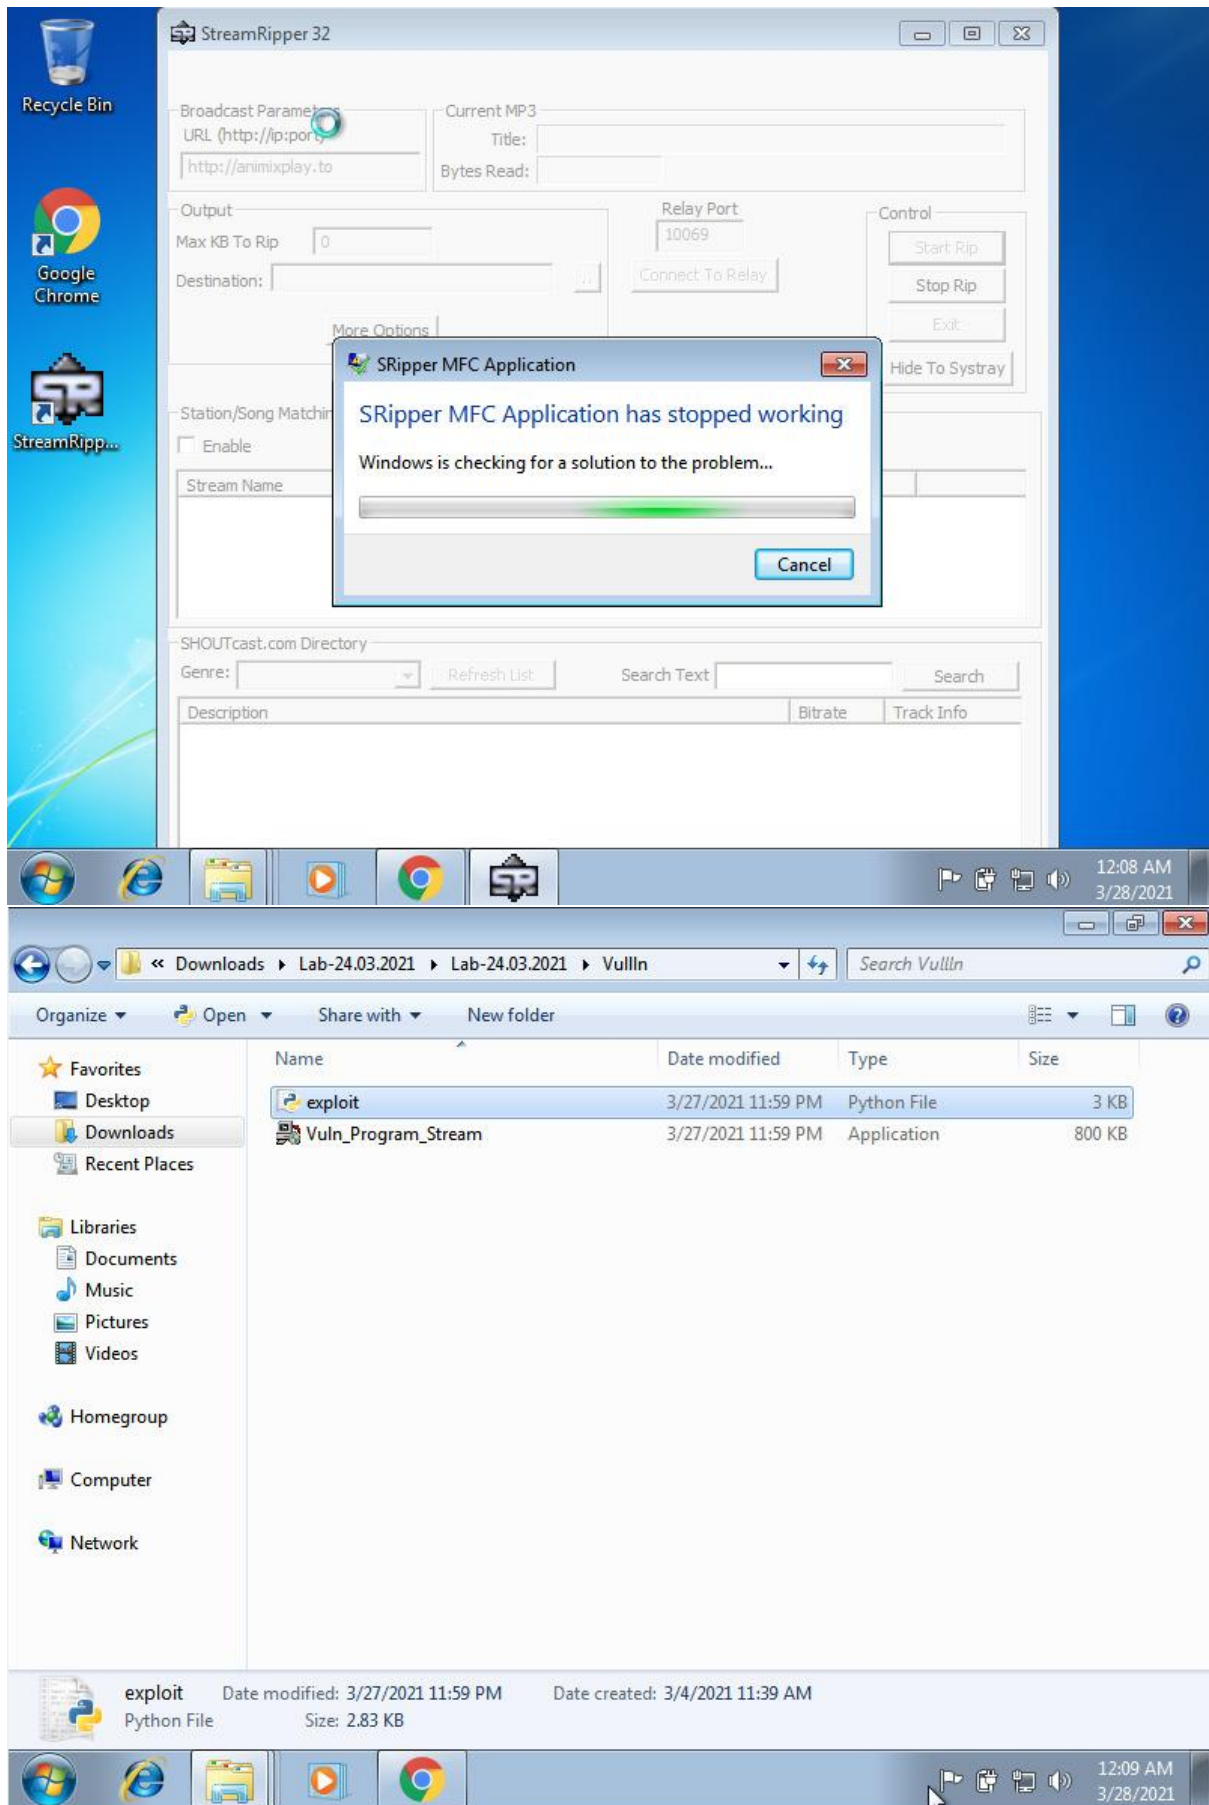 Recycle Bin
StreamRipper 32
Broadcast Parameters
URL (http://ip:port)
http://animixplay.to
Current MP3
Title:
Bytes Read:
Output
Max KB To Rip
0
Destination:
..
More Options
Relay Port
10069
Connect To Relay
Control
Start Rip
Stop Rip
Exit
Hide To Systray
Google
Chrome
StreamRipp...
SRipper MFC Application
SRipper MFC Application has stopped working
Windows is checking for a solution to the problem...
Cancel
Station/Song Matchin
Enable
Stream Name
SHOUTcast.com Directory
Genre:
Refresh List
Search Text
Search
Description
Bitrate
Track Info
12:08 AM
3/28/2021
« Downloads
Lab-24.03.2021
Lab-24.03.2021
Vullln
Search Vullln
Organize
Open
Share with
New folder
Favorites
Desktop
Downloads
Recent Places
Libraries
Documents
Music
Pictures
Videos
Homegroup
Computer
Network
Name
Date modified
Type
Size
exploit
3/27/2021 11:59 PM
Python File
3 KB
Vuln_Program_Stream
3/27/2021 11:59 PM
Application
800 KB
exploit
Date modified: 3/27/2021 11:59 PM
Date created: 3/4/2021 11:39 AM
Python File
Size: 2.83 KB
12:09 AM
3/28/2021